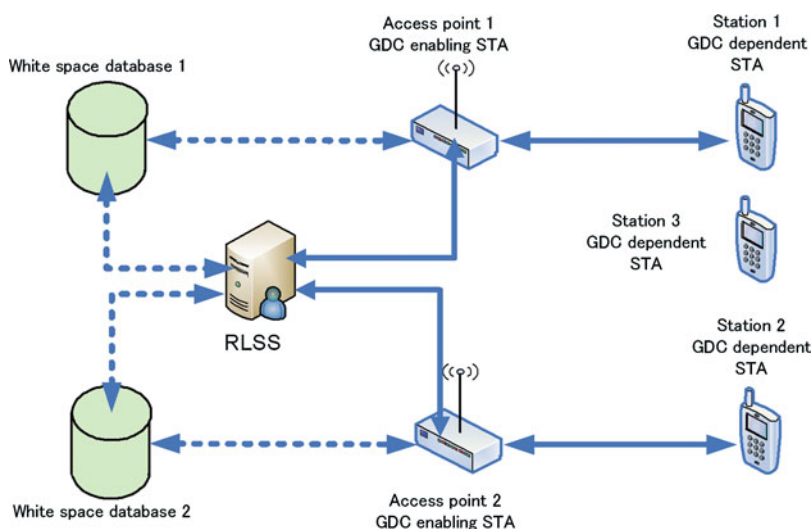 Access point 1
GDC enabling STA
Station 1
GDC dependent
STA
White space database 1
Station 3
GDC dependent
STA
RLSS
Station 2
GDC dependent
STA
White space database 2
Access point 2
GDC enabling STA